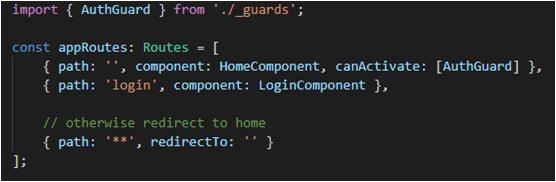 import { AuthGuard } from './_guards';
const appRoutes: Routes = [
{ path: '', component: HomeComponent, canActivate: [AuthGuard] },
{ path: 'login', component: LoginComponent },
// otherwise redirect to home
{ path: '**', redirectTo: '' }
];